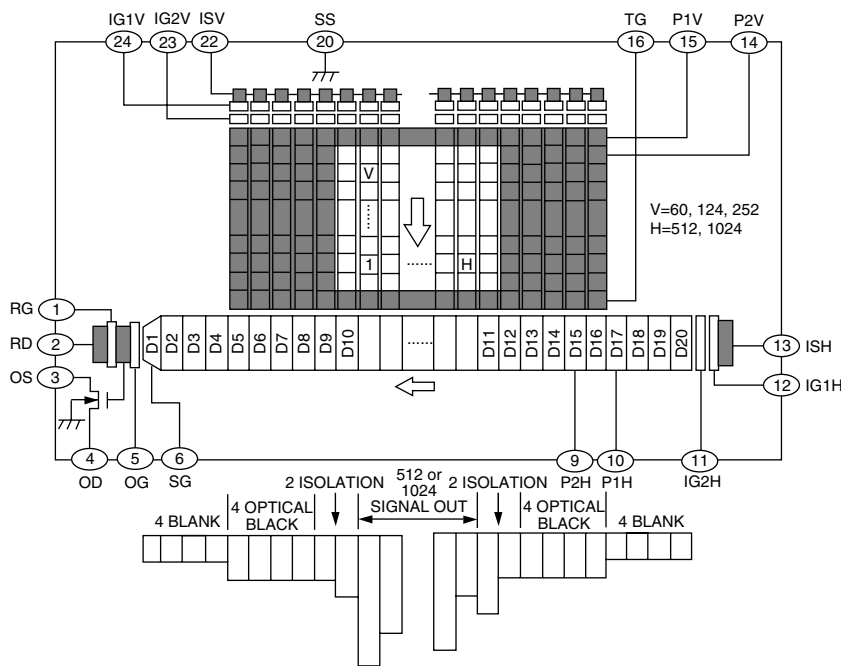 IG1V IG2V ISV SS TG P1V P2V
24 23 22 20 16 15 14
V
1 ...... H
V=60, 124, 252
H=512, 1024
RG 1
RD 2
OS 3
D1 D2 D3 D4 D5 D6 D7 D8 D9 D10 ...... D11 D12 D13 D14 D15 D16 D17 D18 D19 D20
13 ISH
12 IG1H
4 5 6 9 10 11
OD OG SG P2H P1H IG2H
4 BLANK
4 OPTICAL
BLACK
2 ISOLATION
512 or
1024
SIGNAL OUT
2 ISOLATION
4 OPTICAL
BLACK
4 BLANK